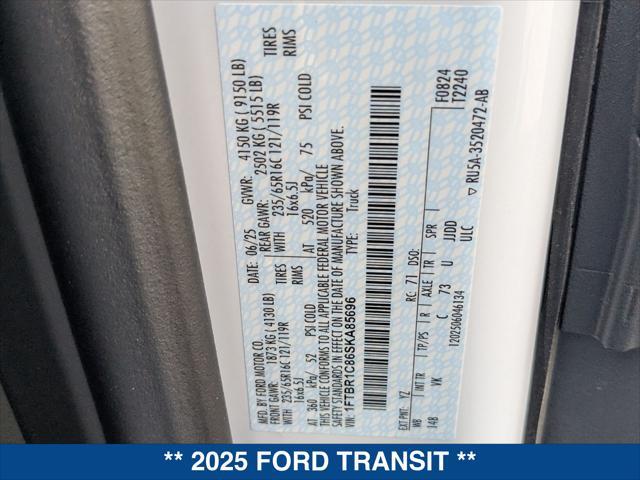 MFD. BY FORD MOTOR CO.
DATE: 06/25 GVWR: 4150 KG ( 9150 LB)
FRONT GAWR: 1873 KG ( 4130 LB) REAR GAWR: 2502 KG ( 5515 LB)
235/65R16C 121/119R TIRES WITH 235/65R16C 121/119R TIRES
16x6.5J RIMS 16x6.5J RIMS
AT 360 kPa/ 52 PSI COLD AT 520 kPa/ 75 PSI COLD
THIS VEHICLE CONFORMS TO ALL APPLICABLE FEDERAL MOTOR VEHICLE
SAFETY STANDARDS IN EFFECT ON THE DATE OF MANUFACTURE SHOWN ABOVE.
VIN: 1FTBR1C86SKA85696
TYPE: Truck
F0824
T2240
EXT PNT: YZ RC: 71 DSO:
WB INT TR TP/PS R AXLE TR SPR
148 VK C 73 U JJDD
ULC
1202506046134
▽ RU5A-3520472-AB
** 2025 FORD TRANSIT **